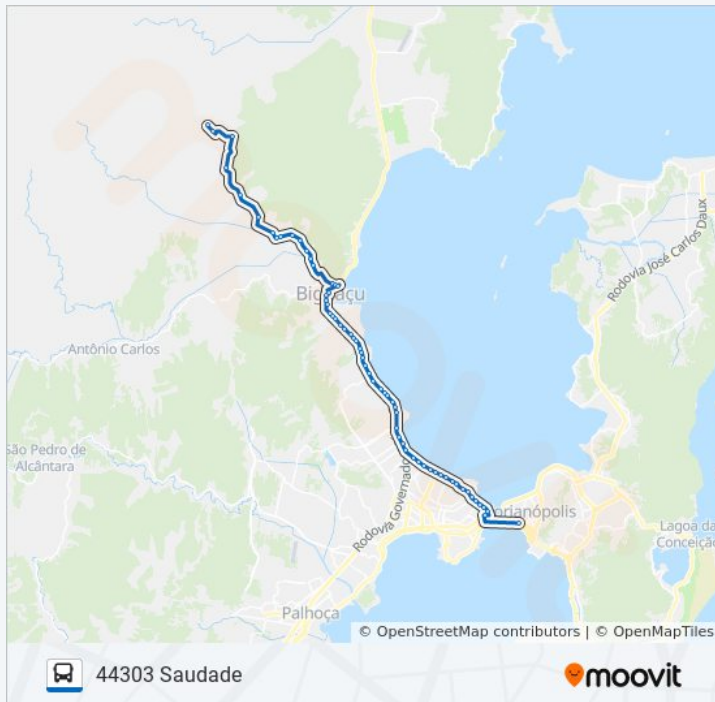 Rodovia José Carlos Daux
Biguaçu
Antônio Carlos
São Pedro de
Alcântara
Rodovia Governado
Florianópolis
Lagoa da
Conceição
Palhoça
© OpenStreetMap contributors | © OpenMapTiles
44303 Saudade
moovit